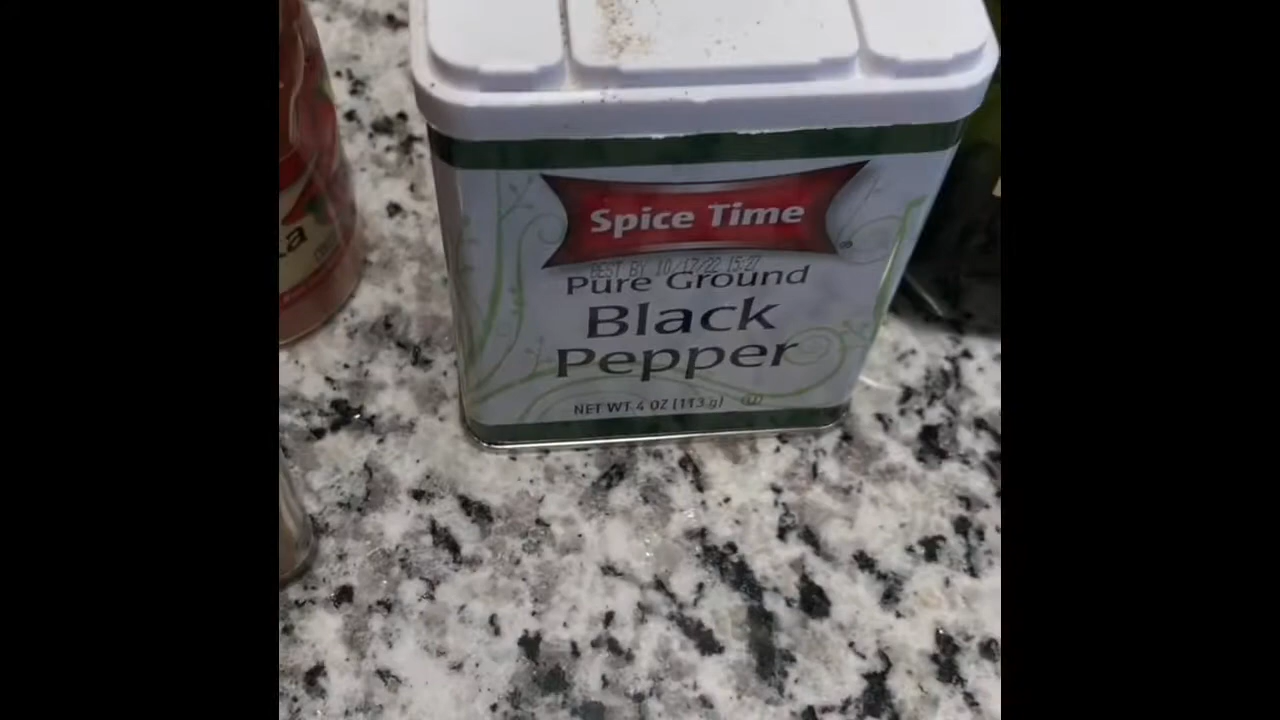 Spice Time
BEST BY 10/17/22 15:27
Pure Ground
Black
Pepper
NET WT 4 OZ (113 g)